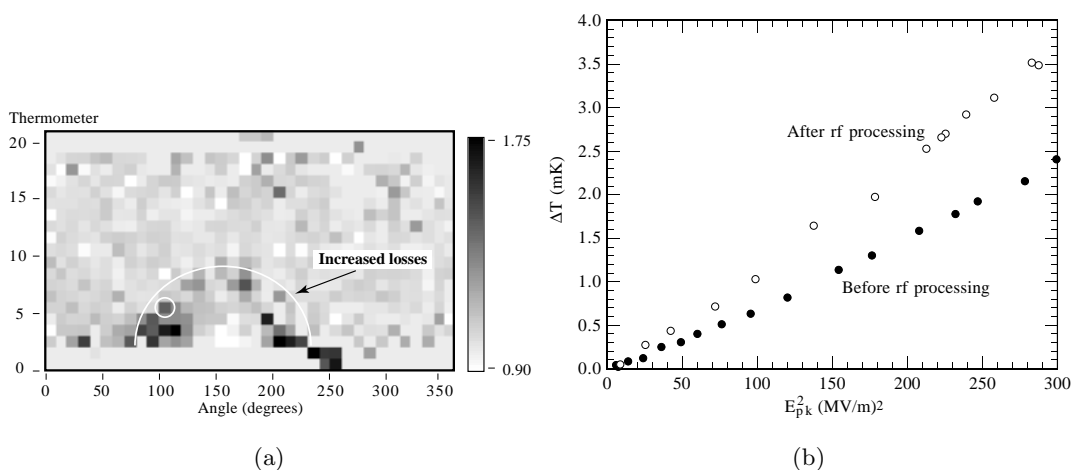 Thermometer
20
15
10
5
0
0 50 100 150 200 250 300 350
Angle (degrees)
Increased losses
1.75
0.90
(a)
4.0
3.5
3.0
2.5
2.0
1.5
1.0
0.5
0.0
0 50 100 150 200 250 300
ΔT (mK)
After rf processing
Before rf processing
E²pk (MV/m)²
(b)